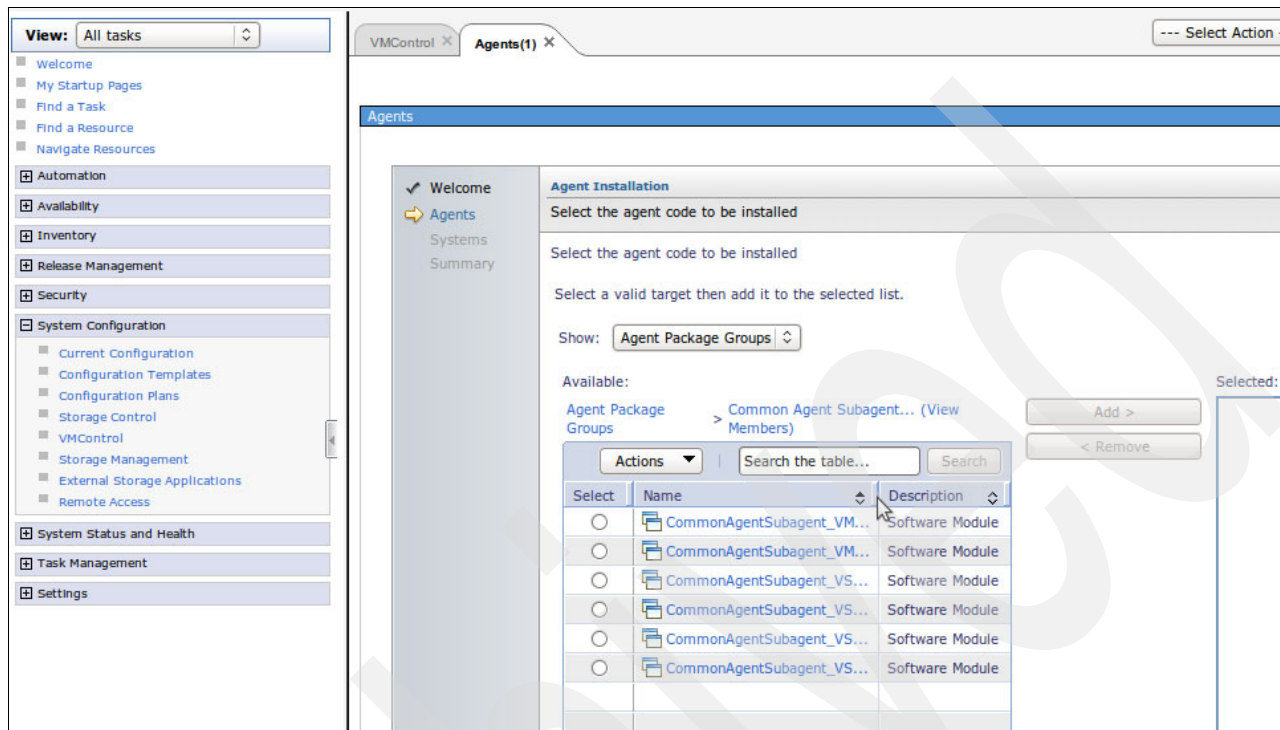 View: All tasks
Welcome
My Startup Pages
Find a Task
Find a Resource
Navigate Resources
Automation
Availability
Inventory
Release Management
Security
System Configuration
Current Configuration
Configuration Templates
Configuration Plans
Storage Control
VMControl
Storage Management
External Storage Applications
Remote Access
System Status and Health
Task Management
Settings
VMControl Agents(1) --- Select Action -
Agents
Welcome
Agents
Systems
Summary
Agent Installation
Select the agent code to be installed
Select the agent code to be installed
Select a valid target then add it to the selected list.
Show: Agent Package Groups
Available: Selected:
Agent Package Groups > Common Agent Subagent... (View Members)
Add >
< Remove
Actions Search the table... Search
Select Name Description
CommonAgentSubagent_VM... Software Module
CommonAgentSubagent_VM... Software Module
CommonAgentSubagent_VS... Software Module
CommonAgentSubagent_VS... Software Module
CommonAgentSubagent_VS... Software Module
CommonAgentSubagent_VS... Software Module